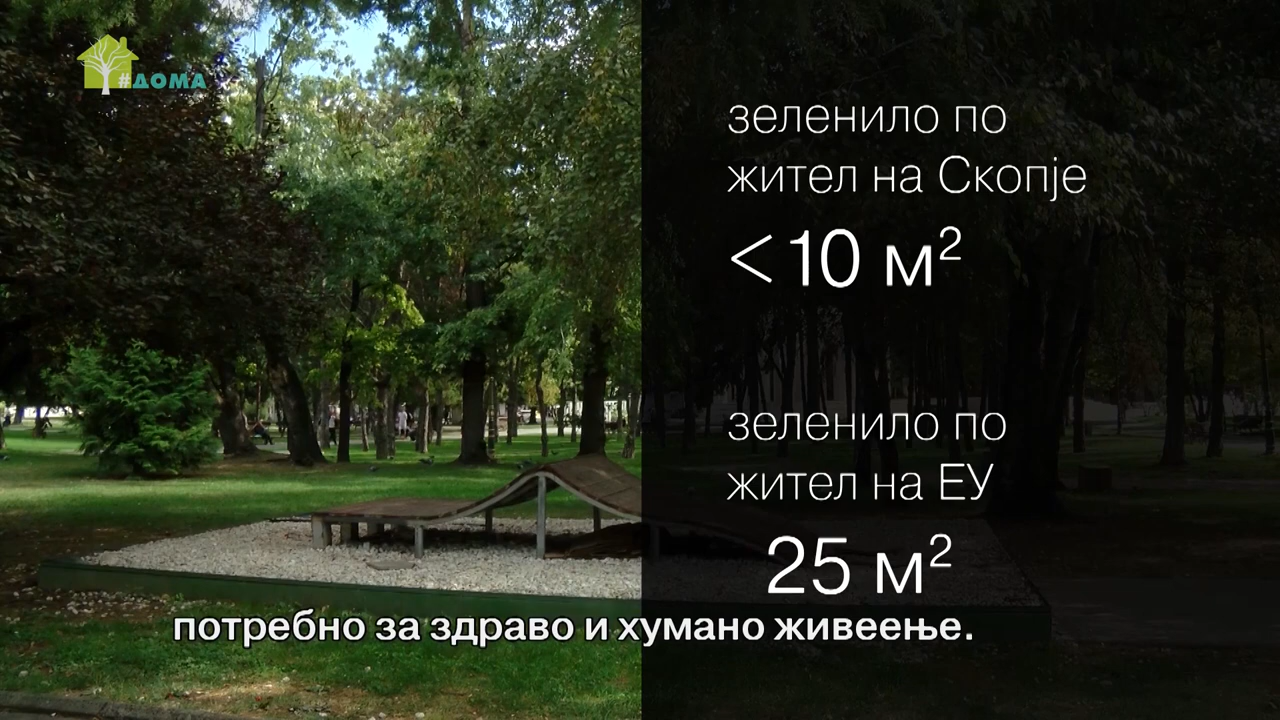 #ДОМА
зеленило по
жител на Скопје
<10 м²
зеленило по
жител на ЕУ
25 м²
потребно за здраво и хумано живеење.